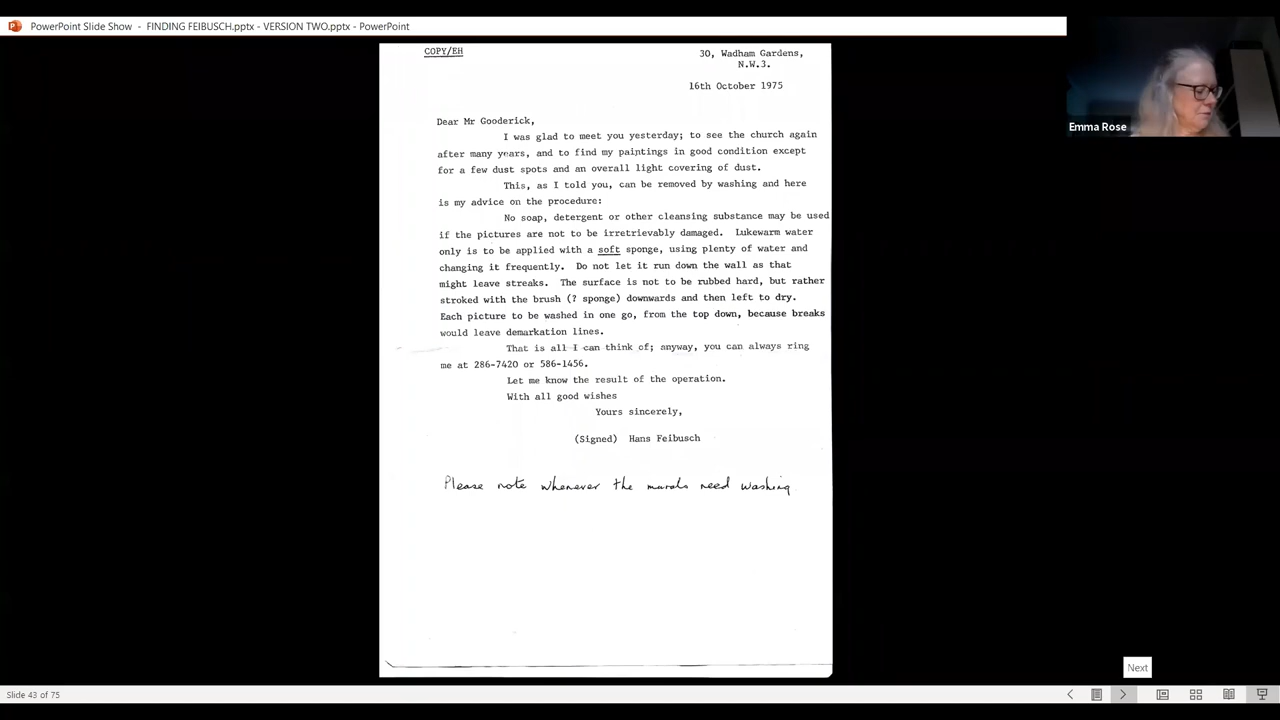 PowerPoint Slide Show - FINDING FEIBUSCH.pptx - VERSION TWO.pptx - PowerPoint
Emma Rose
COPY/EH
30, Wadham Gardens,
N.W.3.
16th October 1975
Dear Mr Gooderick,
I was glad to meet you yesterday; to see the church again
after many years, and to find my paintings in good condition except
for a few dust spots and an overall light covering of dust.
This, as I told you, can be removed by washing and here
is my advice on the procedure:
No soap, detergent or other cleansing substance may be used
if the pictures are not to be irretrievably damaged. Lukewarm water
only is to be applied with a soft sponge, using plenty of water and
changing it frequently. Do not let it run down the wall as that
might leave streaks. The surface is not to be rubbed hard, but rather
stroked with the brush (? sponge) downwards and then left to dry.
Each picture to be washed in one go, from the top down, because breaks
would leave demarkation lines.
That is all I can think of; anyway, you can always ring
me at 286-7420 or 586-1456.
Let me know the result of the operation.
With all good wishes
Yours sincerely,
(Signed) Hans Feibusch
Please note whenever the murals need washing
Next
Slide 43 of 75